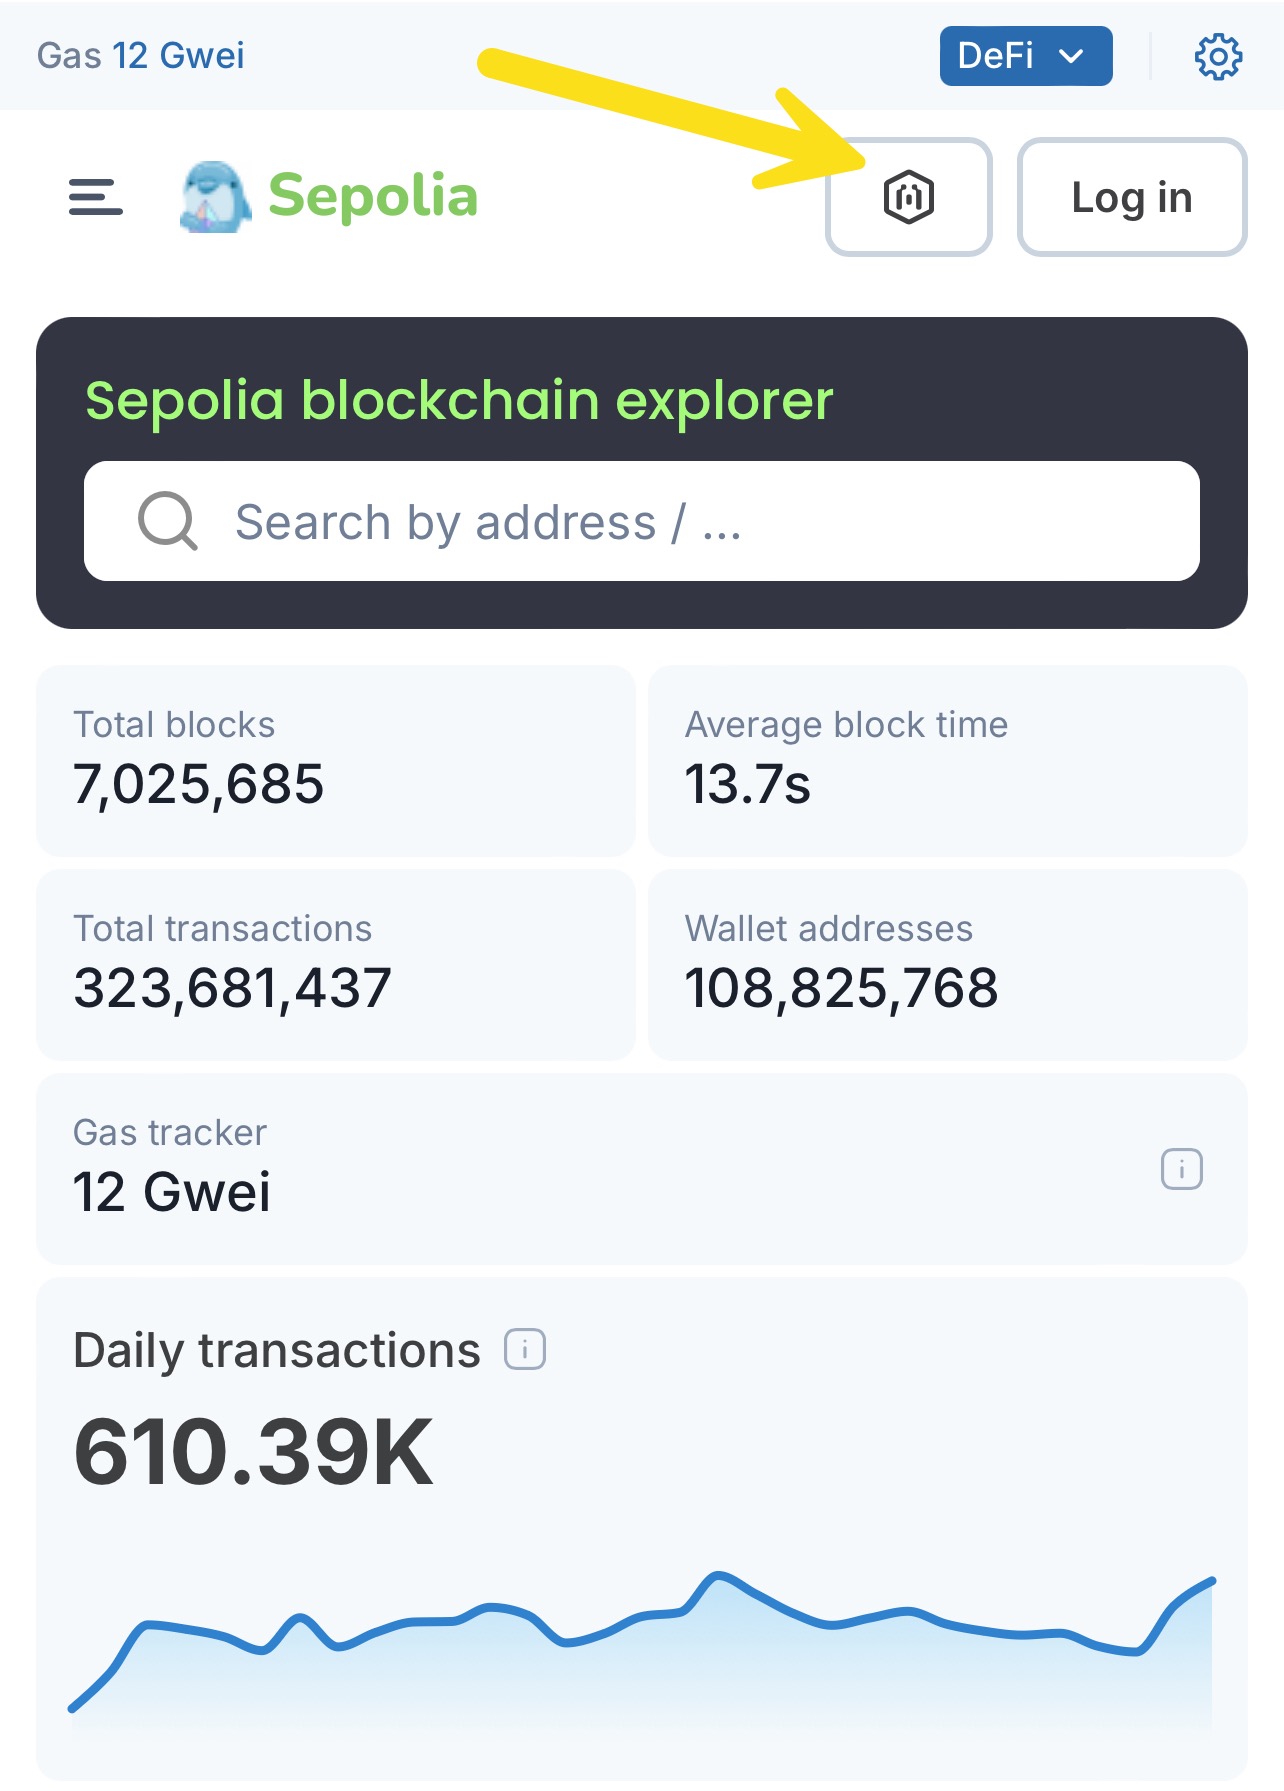 Gas 12 Gwei
DeFi
Sepolia
Log in
Sepolia blockchain explorer
Search by address / ...
Total blocks
7,025,685
Average block time
13.7s
Total transactions
323,681,437
Wallet addresses
108,825,768
Gas tracker
12 Gwei
Daily transactions
610.39K